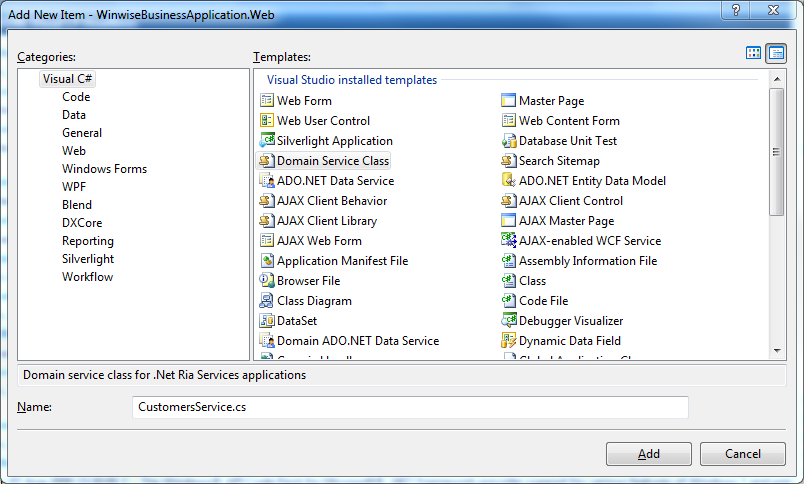 Add New Item - WinwiseBusinessApplication.Web
Categories:
Templates:
Visual C#
Code
Data
General
Web
Windows Forms
WPF
Blend
DXCore
Reporting
Silverlight
Workflow
Visual Studio installed templates
Web Form
Master Page
Web User Control
Web Content Form
Silverlight Application
Database Unit Test
Domain Service Class
Search Sitemap
ADO.NET Data Service
ADO.NET Entity Data Model
AJAX Client Behavior
AJAX Client Control
AJAX Client Library
AJAX Master Page
AJAX Web Form
AJAX-enabled WCF Service
Application Manifest File
Assembly Information File
Browser File
Class
Class Diagram
Code File
DataSet
Debugger Visualizer
Domain ADO.NET Data Service
Dynamic Data Field
Domain service class for .Net Ria Services applications
Name:
CustomersService.cs
Add
Cancel